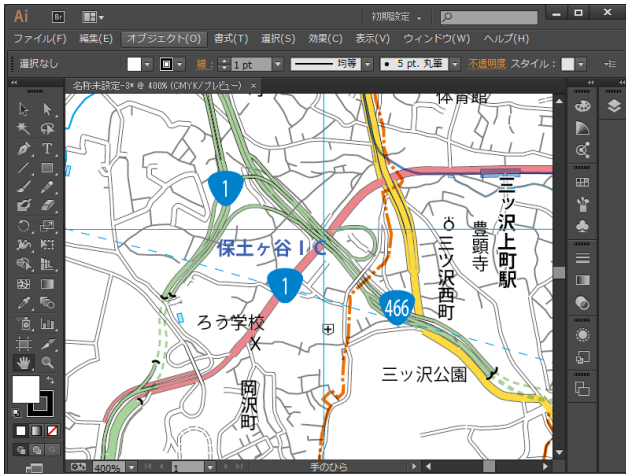 Ai Br 初期設定
ファイル(F) 編集(E) オブジェクト(O) 書式(T) 選択(S) 効果(C) 表示(V) ウィンドウ(W) ヘルプ(H)
選択なし 線: 1 pt 均等 5 pt. 丸筆 不透明度 スタイル:
名称未設定-3* @ 400% (CMYK/プレビュー) ×
体育館
1
三ッ沢上町駅
豊顕寺
三ッ沢西町
保土ヶ谷IC
1
466
ろう学校
三ッ沢公園
岡沢町
400% 1 手のひら